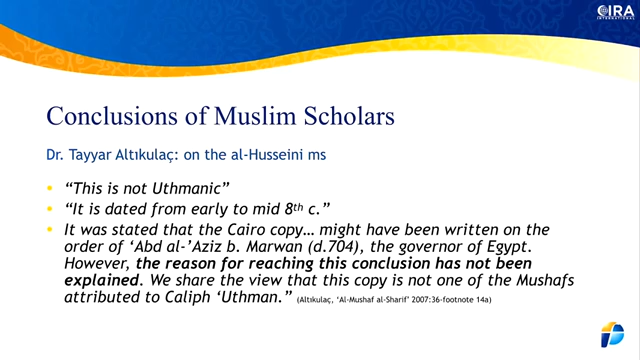 CIRA
INTERNATIONAL
Conclusions of Muslim Scholars
Dr. Tayyar Altıkulaç: on the al-Husseini ms
• “This is not Uthmanic”
• “It is dated from early to mid 8th c.”
• It was stated that the Cairo copy… might have been written on the
order of ‘Abd al-’Aziz b. Marwan (d.704), the governor of Egypt.
However, the reason for reaching this conclusion has not been
explained. We share the view that this copy is not one of the Mushafs
attributed to Caliph ‘Uthman.” (Altıkulaç, ‘Al-Mushaf al-Sharif’ 2007:36-footnote 14a)